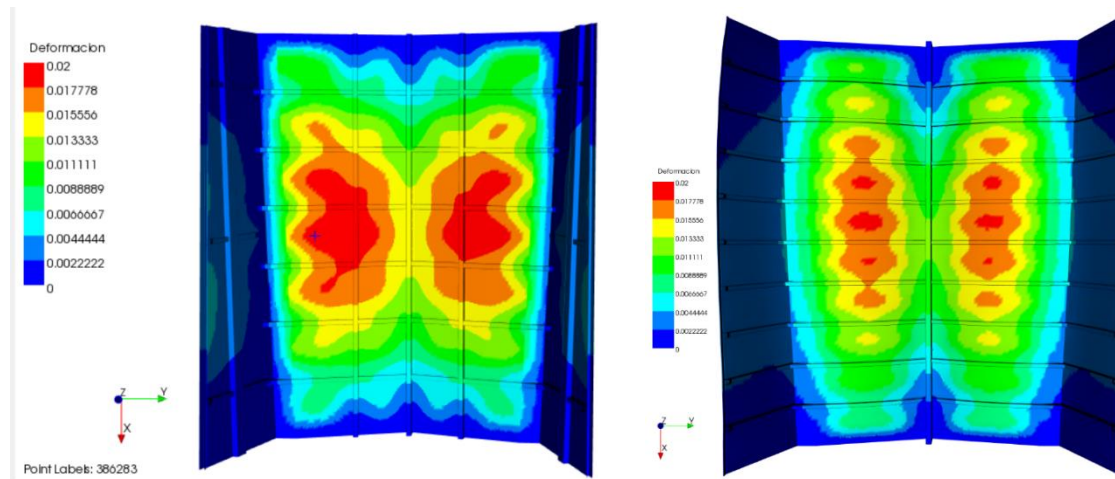 Deformacion
0.02
0.017778
0.015556
0.013333
0.011111
0.0088889
0.0066667
0.0044444
0.0022222
0
Z
Y
X
Point Labels: 386283
Deformacion
0.02
0.017778
0.015556
0.013333
0.011111
0.0088889
0.0066667
0.0044444
0.0022222
0
Z
Y
X